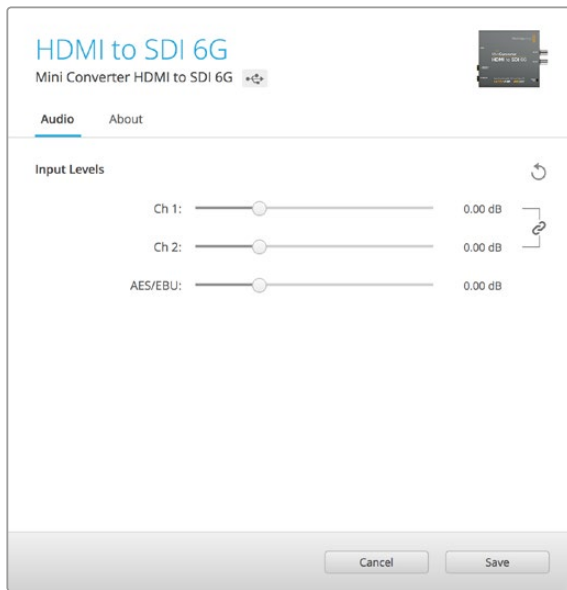 HDMI to SDI 6G
Mini Converter HDMI to SDI 6G
Audio About
Input Levels
Ch 1: 0.00 dB
Ch 2: 0.00 dB
AES/EBU: 0.00 dB
Cancel Save